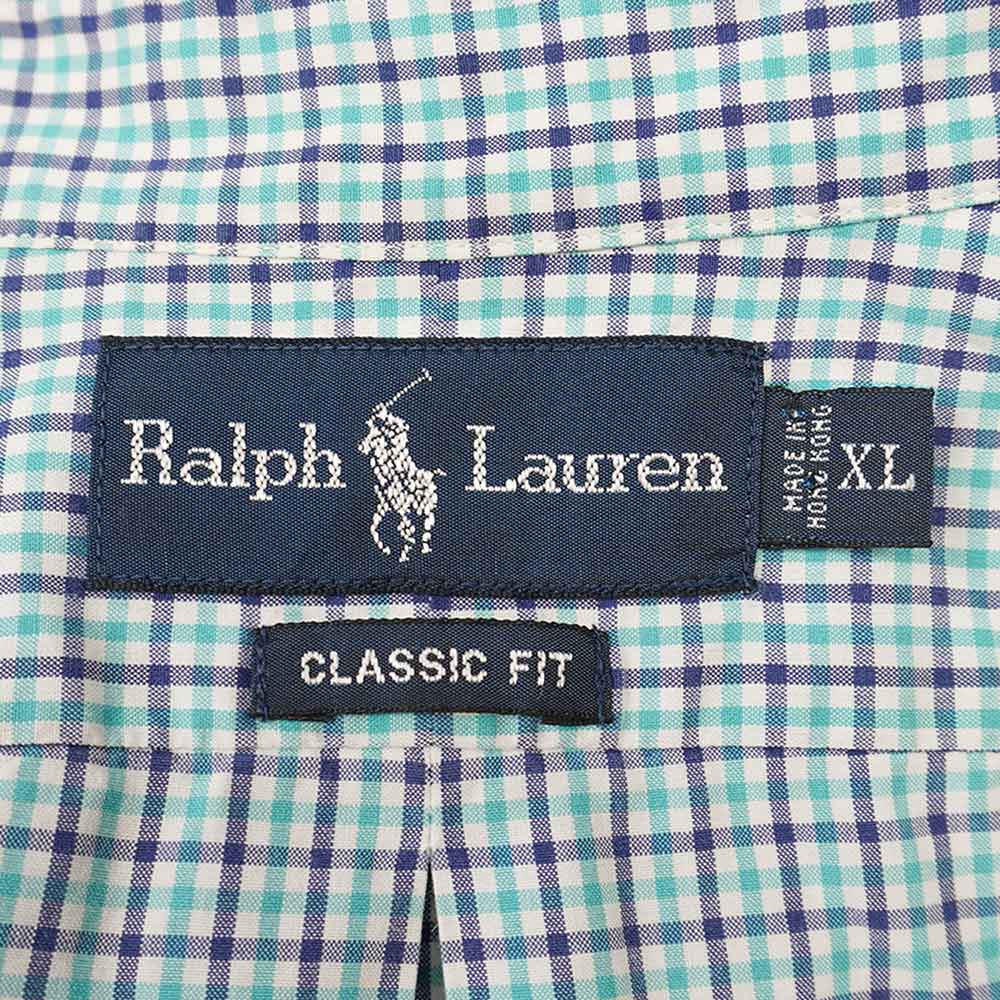 Ralph Lauren
MADE IN
HONG KONG
XL
CLASSIC FIT